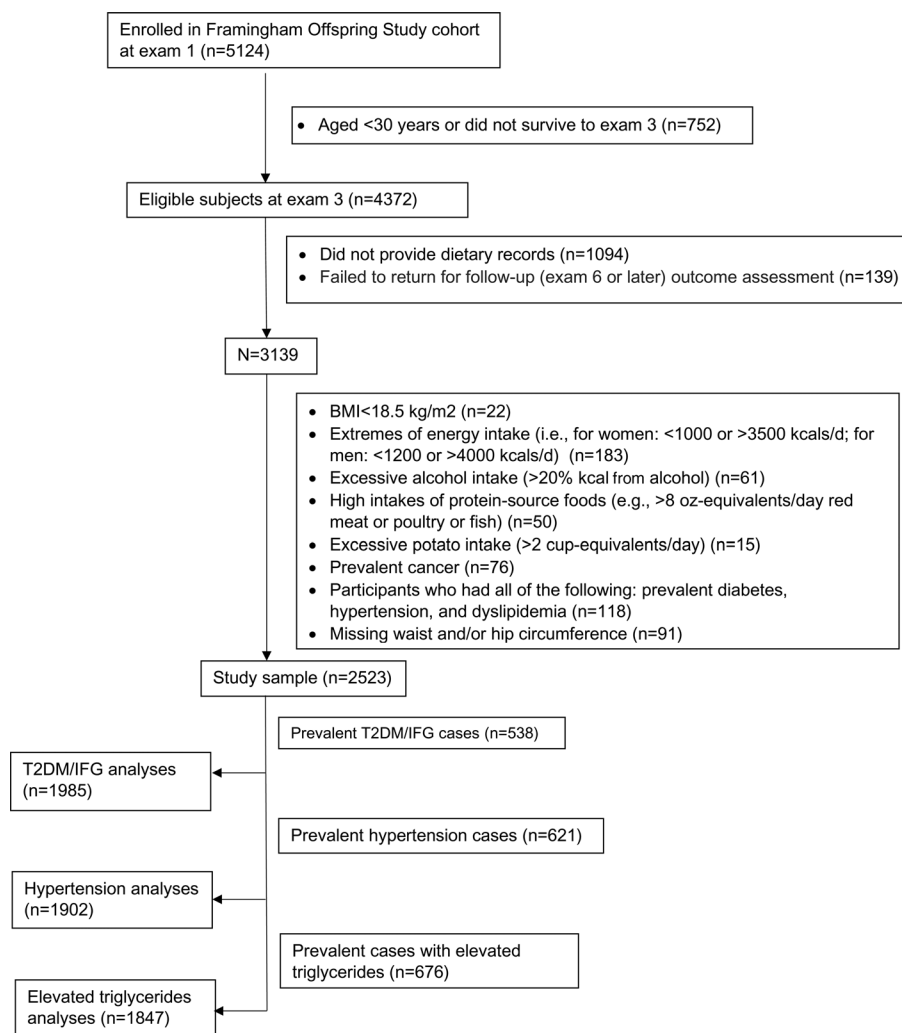 Enrolled in Framingham Offspring Study cohort
at exam 1 (n=5124)
• Aged <30 years or did not survive to exam 3 (n=752)
Eligible subjects at exam 3 (n=4372)
• Did not provide dietary records (n=1094)
• Failed to return for follow-up (exam 6 or later) outcome assessment (n=139)
N=3139
• BMI<18.5 kg/m2 (n=22)
• Extremes of energy intake (i.e., for women: <1000 or >3500 kcals/d; for
men: <1200 or >4000 kcals/d) (n=183)
• Excessive alcohol intake (>20% kcal from alcohol) (n=61)
• High intakes of protein-source foods (e.g., >8 oz-equivalents/day red
meat or poultry or fish) (n=50)
• Excessive potato intake (>2 cup-equivalents/day) (n=15)
• Prevalent cancer (n=76)
• Participants who had all of the following: prevalent diabetes,
hypertension, and dyslipidemia (n=118)
• Missing waist and/or hip circumference (n=91)
Study sample (n=2523)
Prevalent T2DM/IFG cases (n=538)
T2DM/IFG analyses
(n=1985)
Prevalent hypertension cases (n=621)
Hypertension analyses
(n=1902)
Prevalent cases with elevated
triglycerides (n=676)
Elevated triglycerides
analyses (n=1847)